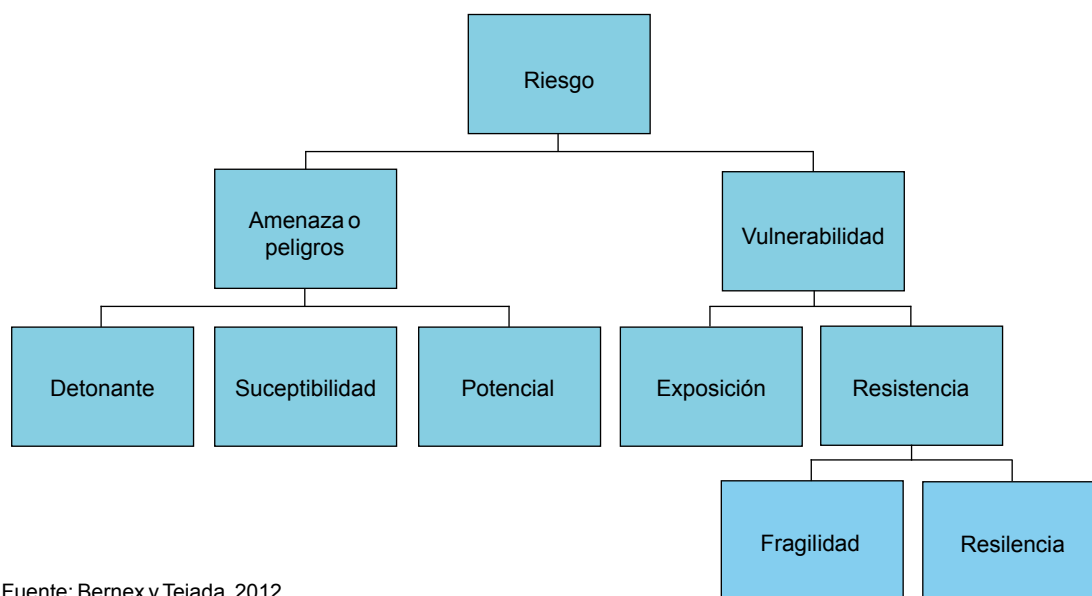 Riesgo
Amenaza o
peligros
Vulnerabilidad
Detonante
Suceptibilidad
Potencial
Exposición
Resistencia
Fragilidad
Resilencia
Fuente: Bernex y Tejada, 2012